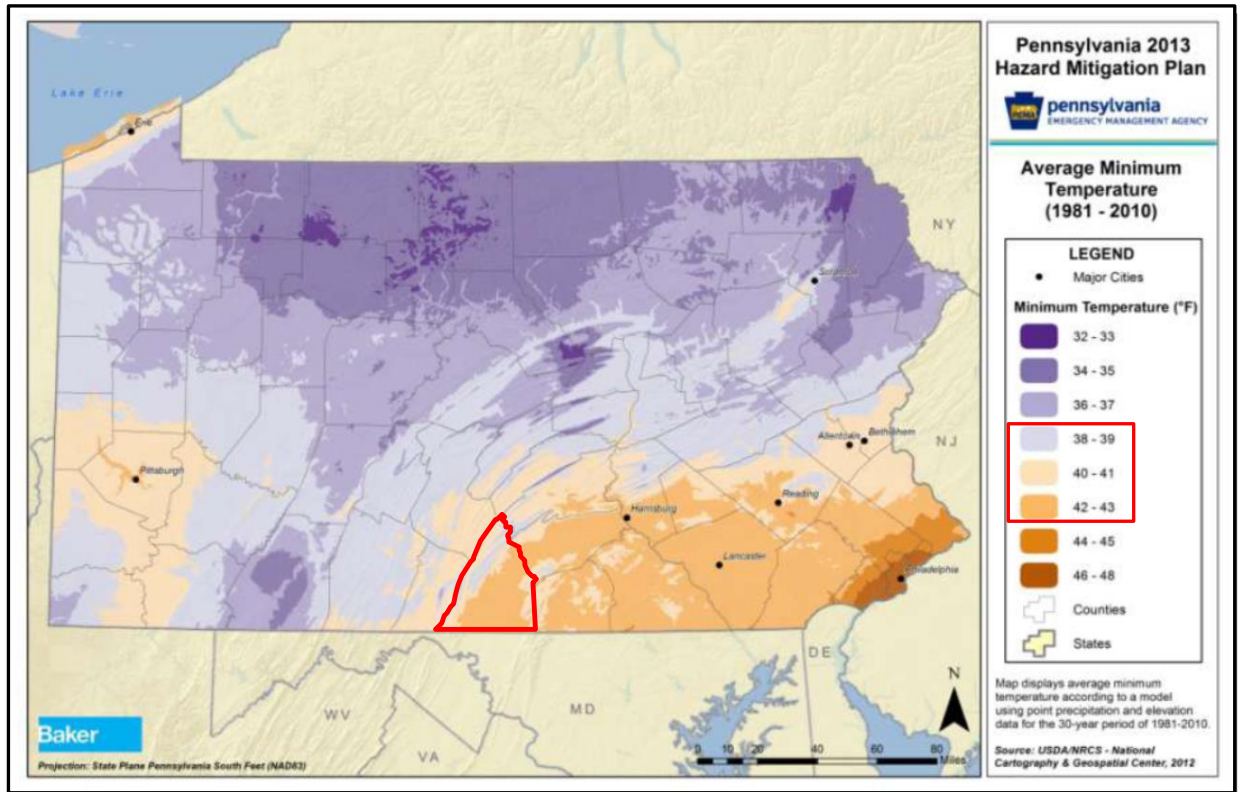 Pennsylvania 2013
Hazard Mitigation Plan
PEMA
pennsylvania
EMERGENCY MANAGEMENT AGENCY
Average Minimum
Temperature
(1981 - 2010)
LEGEND
Major Cities
Minimum Temperature (°F)
32 - 33
34 - 35
36 - 37
38 - 39
40 - 41
42 - 43
44 - 45
46 - 48
Counties
States
Map displays average minimum
temperature according to a model
using point precipitation and elevation
data for the 30-year period of 1981-2010.
Source: USDA/NRCS - National
Cartography & Geospatial Center, 2012
Lake Erie
Erie
NY
Scranton
Allentown
Bethlehem
NJ
Pittsburgh
Reading
Harrisburg
Lancaster
Philadelphia
DE
MD
WV
VA
N
0 10 20 40 60 80
Miles
Baker
Projection: State Plane Pennsylvania South Feet (NAD83)